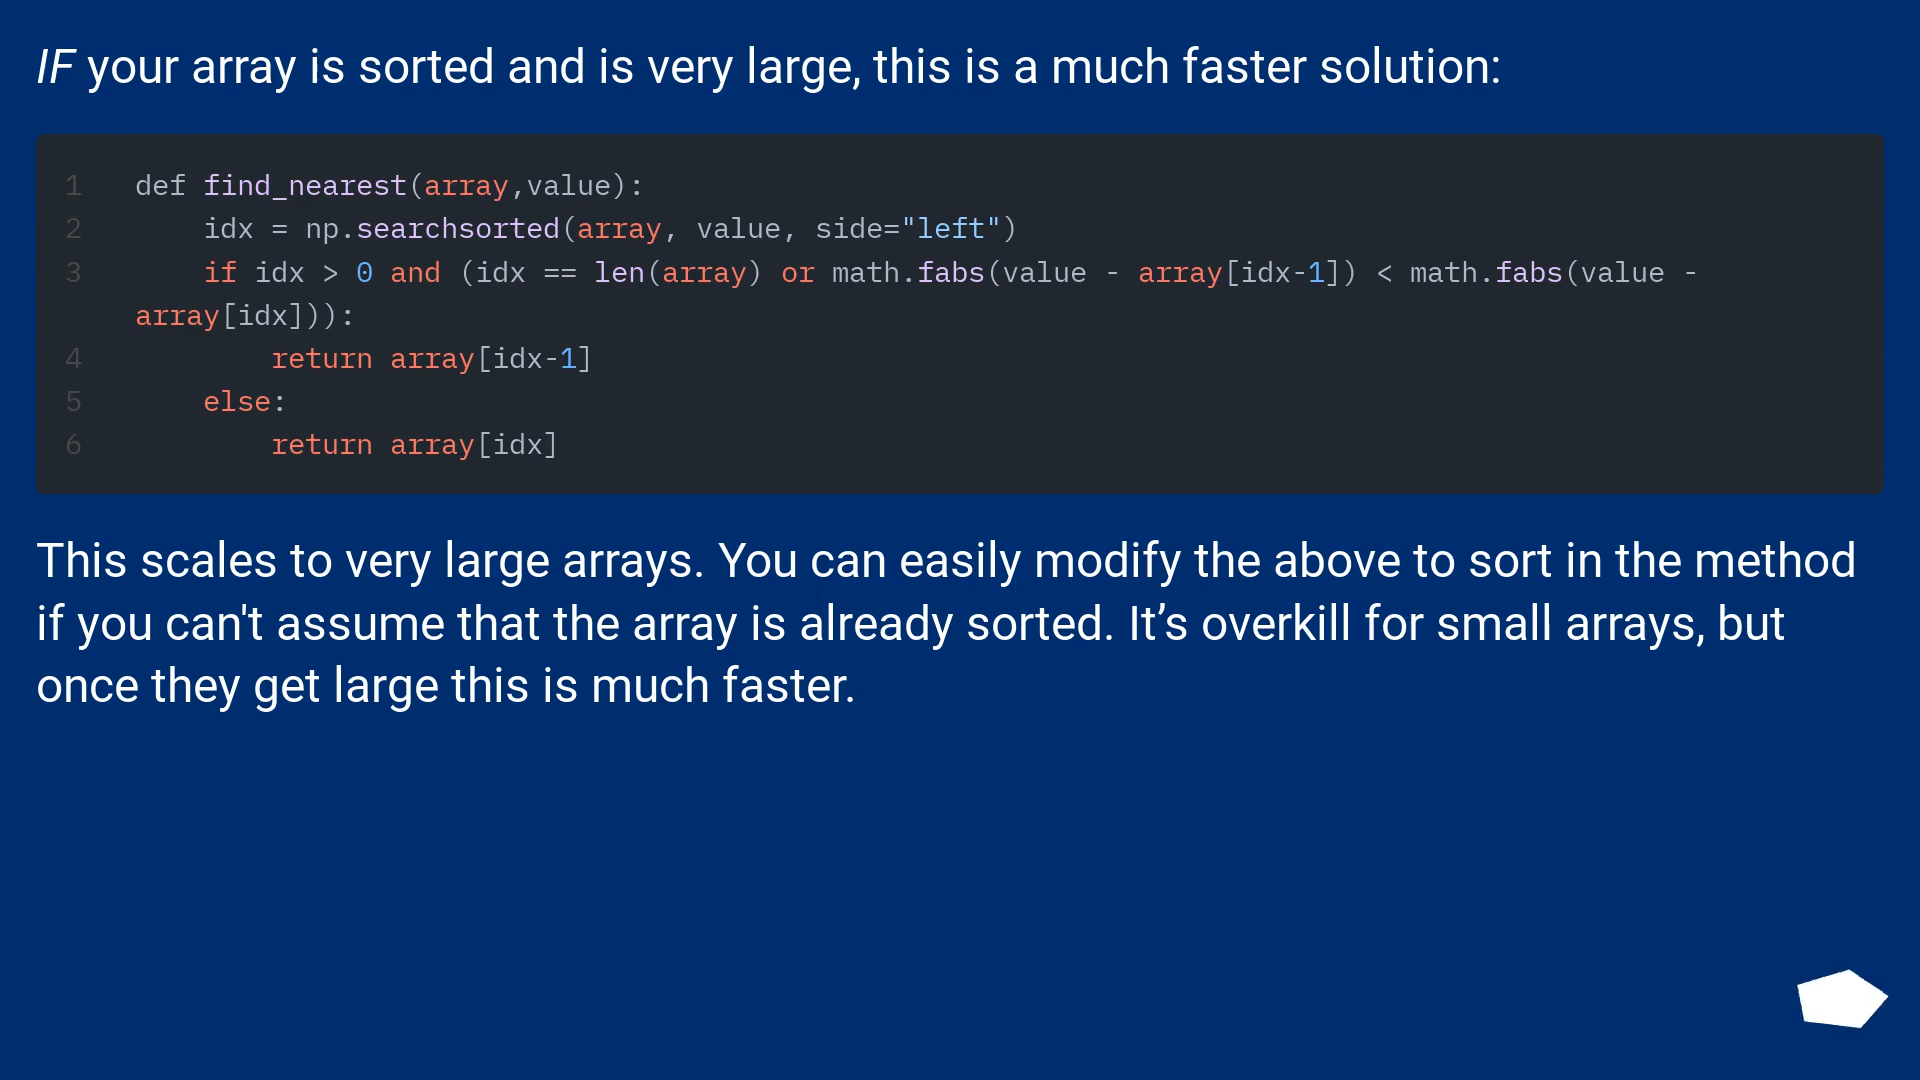 IF your array is sorted and is very large, this is a much faster solution:
1 def find_nearest(array,value):
2 idx = np.searchsorted(array, value, side="left")
3 if idx > 0 and (idx == len(array) or math.fabs(value - array[idx-1]) < math.fabs(value -
array[idx])):
4 return array[idx-1]
5 else:
6 return array[idx]
This scales to very large arrays. You can easily modify the above to sort in the method
if you can't assume that the array is already sorted. It’s overkill for small arrays, but
once they get large this is much faster.